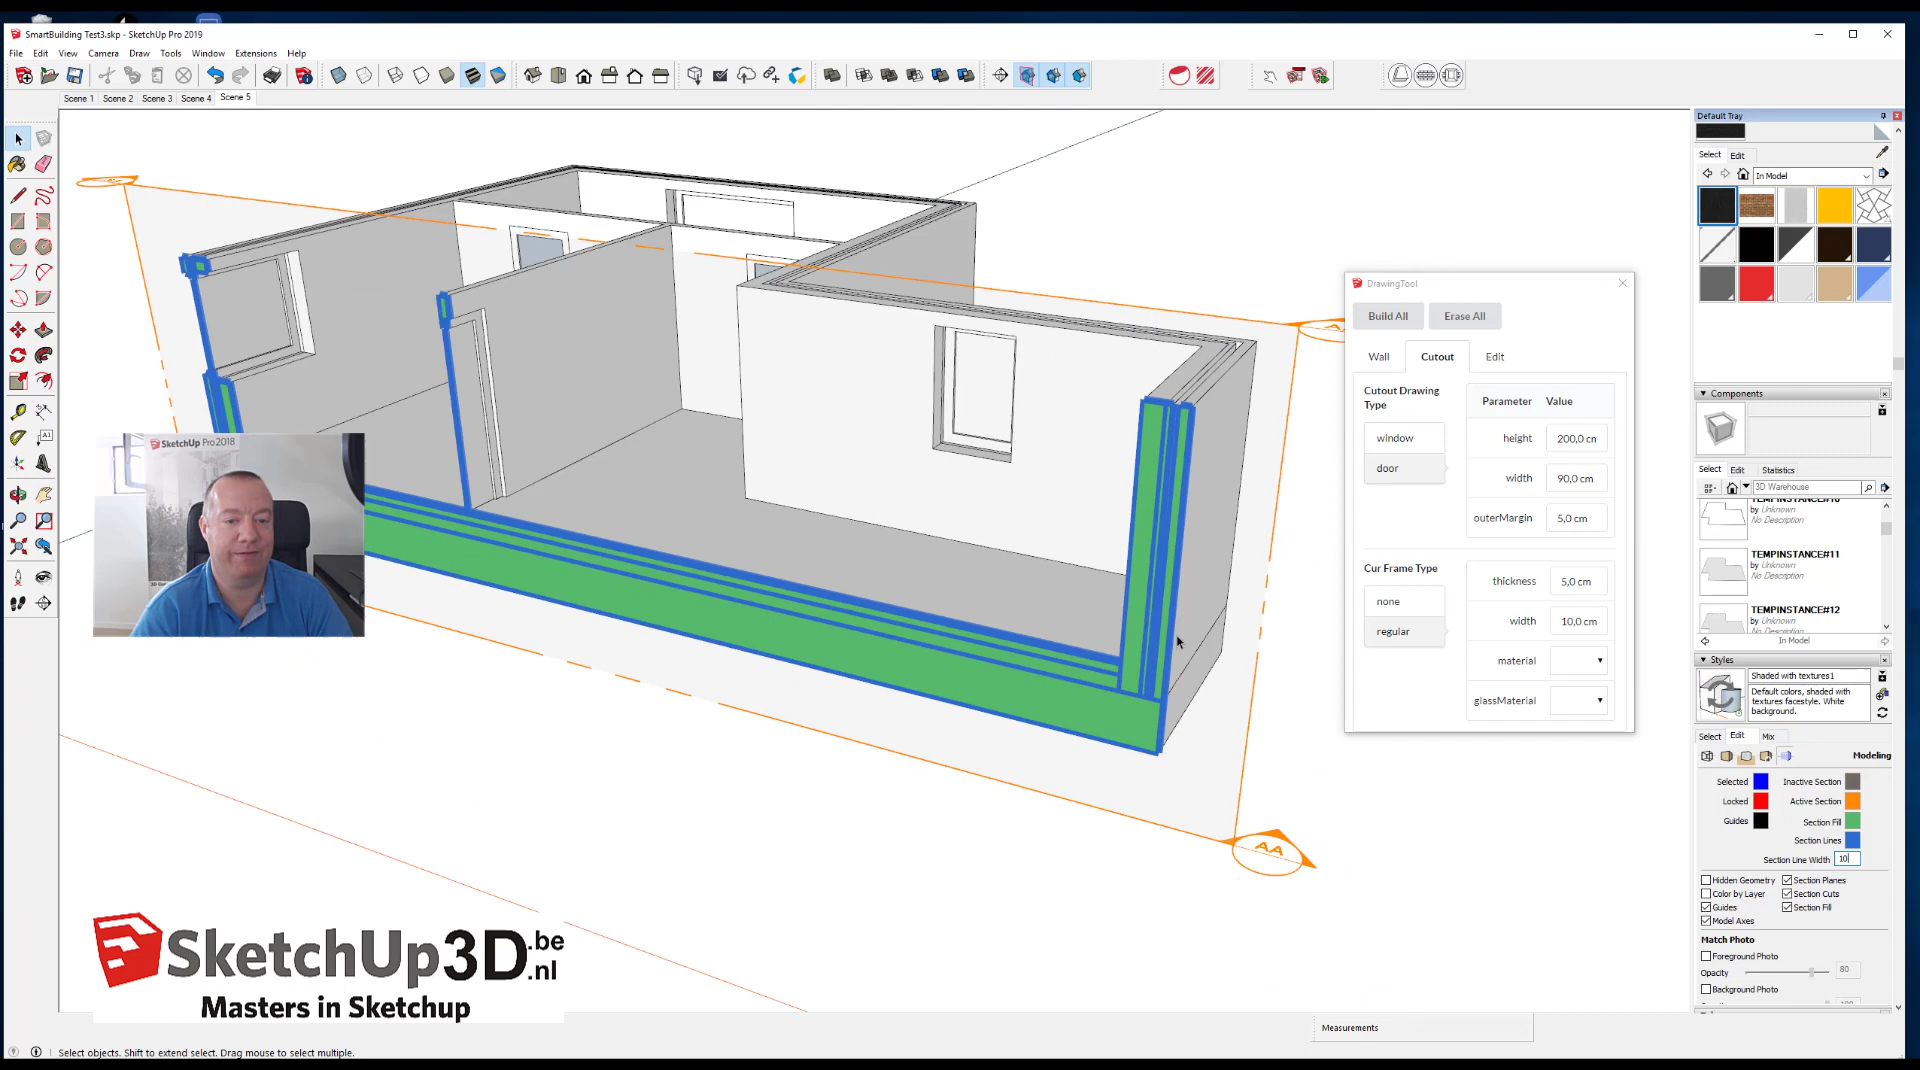 SmartBuilding Test3.skp - SketchUp Pro 2019
File Edit View Camera Draw Tools Window Extensions Help
Scene 1 Scene 2 Scene 3 Scene 4 Scene 5
Default Tray
Select Edit
In Model
Components
Select Edit Statistics
3D Warehouse
by Unknown
No Description
TEMPINSTANCE#11
by Unknown
No Description
TEMPINSTANCE#12
by Unknown
In Model
Styles
Shaded with textures1
Default colors, shaded with
textures facestyle. White
background.
Select Edit Mix
Modeling
Selected Inactive Section
Locked Active Section
Guides Section Fill
Section Lines
Section Line Width 10
Hidden Geometry Section Planes
Color by Layer Section Cuts
Guides Section Fill
Model Axes
Match Photo
Foreground Photo
Opacity 80
Background Photo
DrawingTool
Build All Erase All
Wall Cutout Edit
Cutout Drawing
Type
window
door
Parameter Value
height 200,0 cn
width 90,0 cm
outerMargin 5,0 cm
Cur Frame Type
none
regular
thickness 5,0 cm
width 10,0 cm
material
glassMaterial
AA
SketchUp Pro 2018
SketchUp3D.be
.nl
Masters in Sketchup
Measurements
Select objects. Shift to extend select. Drag mouse to select multiple.